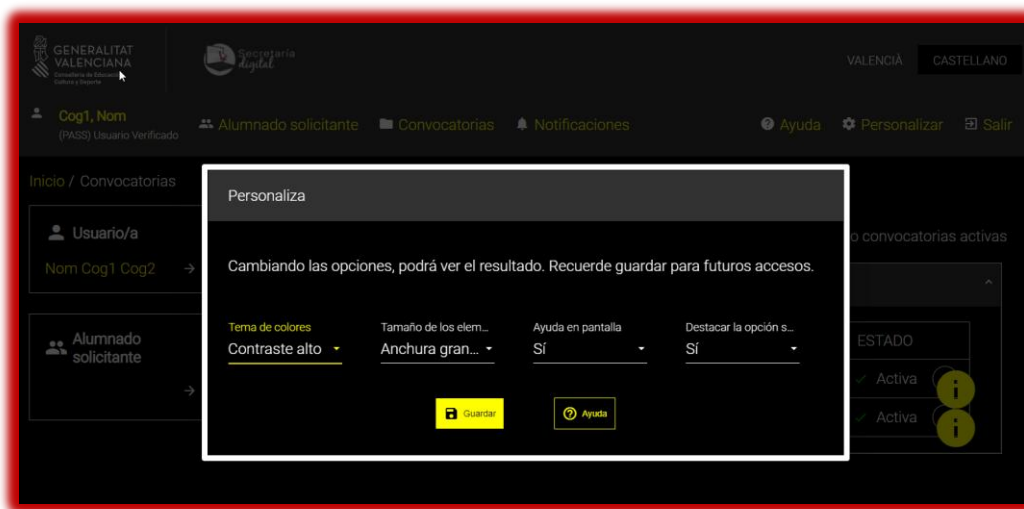 GENERALITAT
VALENCIANA
Cultura y Deporte
Secretaría
digital
VALENCIÀ
CASTELLANO
Cog1, Nom
(PASS) Usuario Verificado
Alumnado solicitante
Convocatorias
Notificaciones
Ayuda
Personalizar
Salir
Inicio / Convocatorias
Usuario/a
Nom Cog1 Cog2
Alumnado
solicitante
o convocatorias activas
ESTADO
Activa
Activa
Personaliza
Cambiando las opciones, podrá ver el resultado. Recuerde guardar para futuros accesos.
Tema de colores
Contraste alto
Tamaño de los elem...
Anchura gran...
Ayuda en pantalla
Sí
Destacar la opción s...
Sí
Guardar
Ayuda